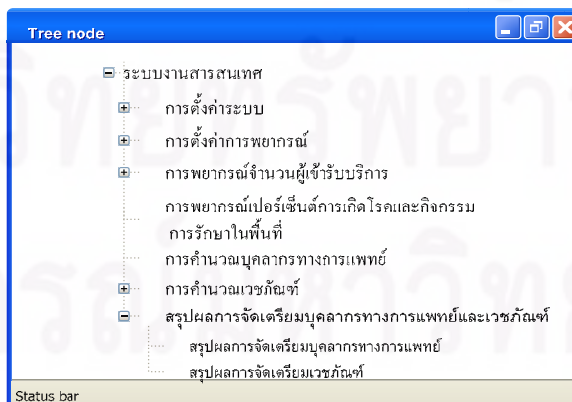 Tree node
ระบบงานสารสนเทศ
การตั้งค่าระบบ
การตั้งค่าการพยากรณ์
การพยากรณ์จำนวนผู้เข้ารับบริการ
การพยากรณ์เปอร์เซ็นต์การเกิดโรคและกิจกรรม
การรักษาในพื้นที่
การคำนวณบุคลากรทางการแพทย์
การคำนวณเวชภัณฑ์
สรุปผลการจัดเตรียมบุคลากรทางการแพทย์และเวชภัณฑ์
สรุปผลการจัดเตรียมบุคลากรทางการแพทย์
สรุปผลการจัดเตรียมเวชภัณฑ์
Status bar